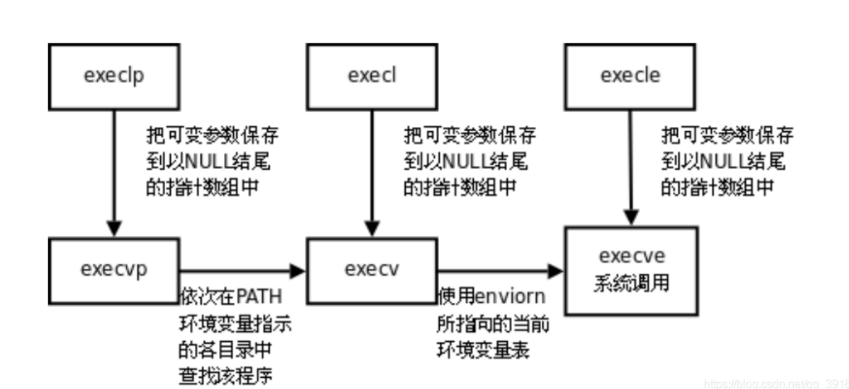 execlp
execl
execle
把可变参数保存
到以NULL结尾
的指针数组中
把可变参数保存
到以NULL结尾
的指针数组中
把可变参数保存
到以NULL结尾
的指针数组中
execvp
execv
execve
系统调用
依次在PATH
环境变量指示
的各目录中
查找该程序
使用enviorn
所指向的当前
环境变量表